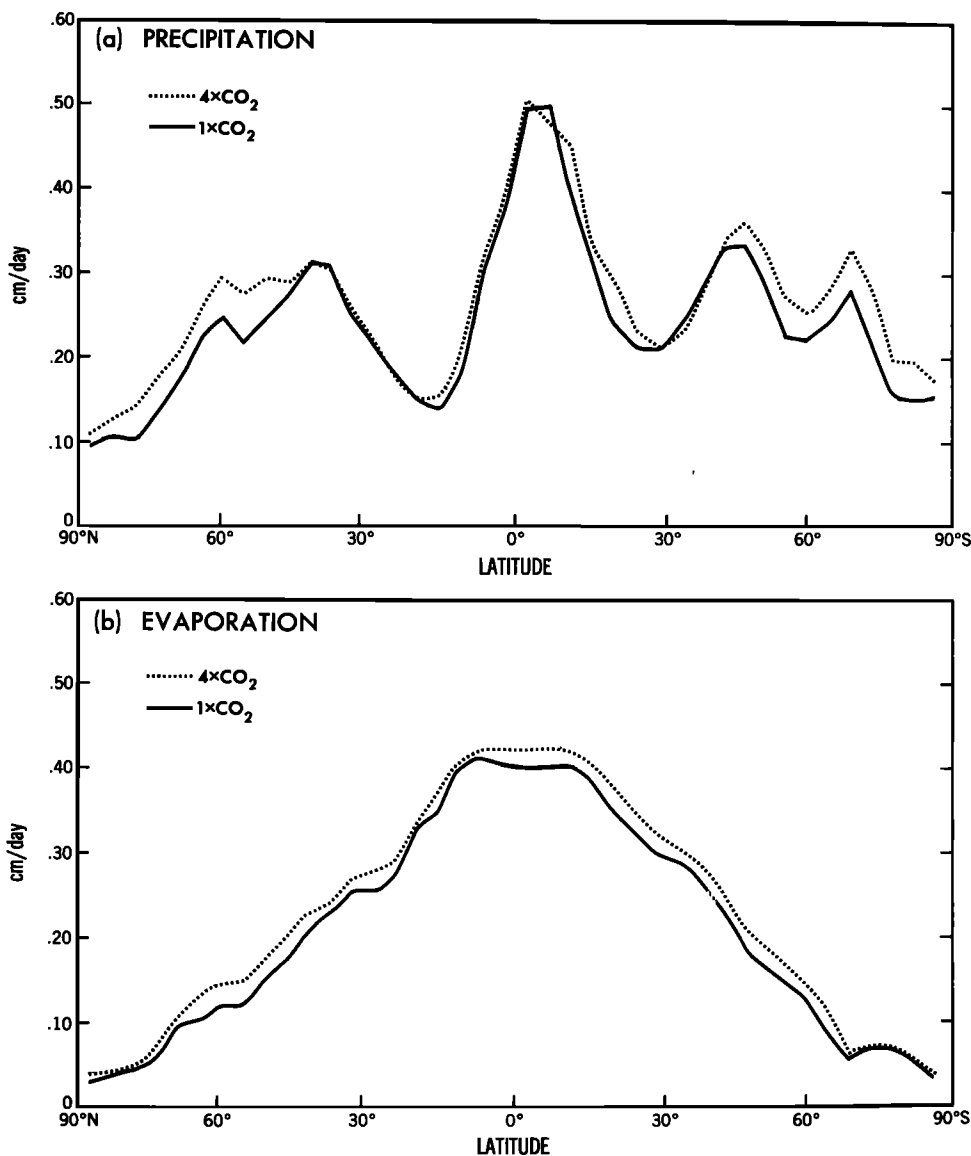 (a) PRECIPITATION
4×CO₂
1×CO₂
.60
.50
.40
.30
.20
.10
0
cm/day
90°N 60° 30° 0° 30° 60° 90°S
LATITUDE
(b) EVAPORATION
4×CO₂
1×CO₂
.60
.50
.40
.30
.20
.10
0
cm/day
90°N 60° 30° 0° 30° 60° 90°S
LATITUDE